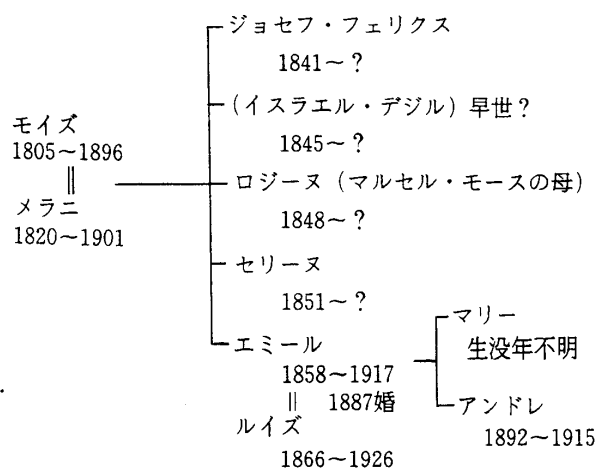 ジョセフ・フェリクス
1841～？
(イスラエル・デジル) 早世？
1845～？
モイズ
1805～1896
‖
メラニ
1820～1901
ロジーヌ (マルセル・モースの母)
1848～？
セリーヌ
1851～？
エミール
1858～1917
‖ 1887婚
ルイズ
1866～1926
マリー
生没年不明
アンドレ
1892～1915